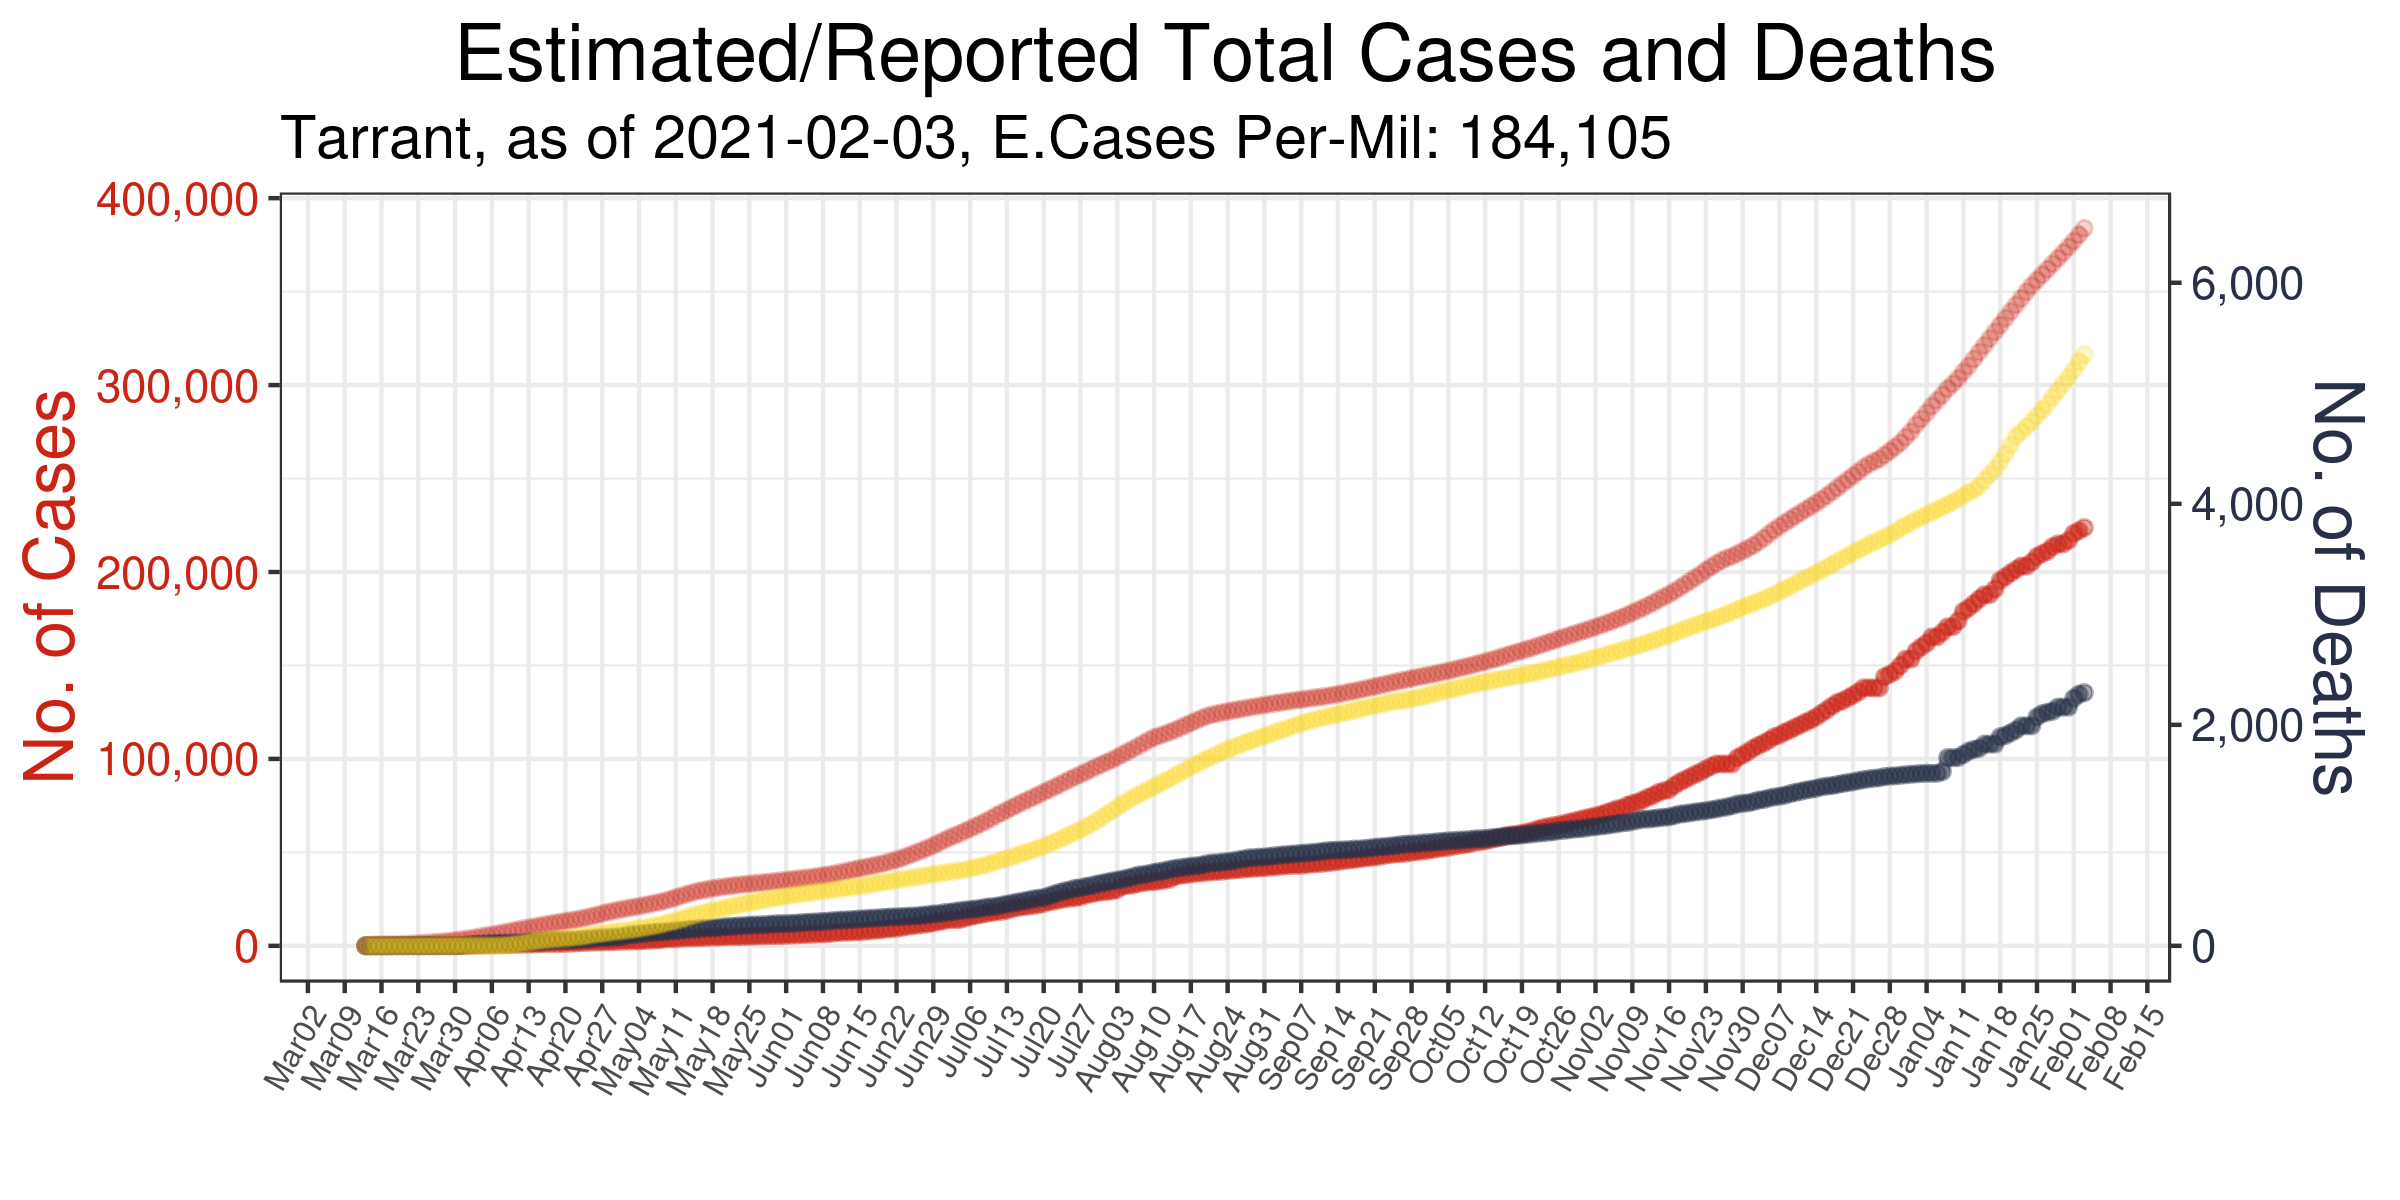 Estimated/Reported Total Cases and Deaths
Tarrant, as of 2021-02-03, E.Cases Per-Mil: 184,105
No. of Cases
400,000
300,000
200,000
100,000
0
6,000
4,000
2,000
0
No. of Deaths
Mar02
Mar09
Mar16
Mar23
Mar30
Apr06
Apr13
Apr20
Apr27
May04
May11
May18
May25
Jun01
Jun08
Jun15
Jun22
Jun29
Jul06
Jul13
Jul20
Jul27
Aug03
Aug10
Aug17
Aug24
Aug31
Sep07
Sep14
Sep21
Sep28
Oct05
Oct12
Oct19
Oct26
Nov02
Nov09
Nov16
Nov23
Nov30
Dec07
Dec14
Dec21
Dec28
Jan04
Jan11
Jan18
Jan25
Feb01
Feb08
Feb15